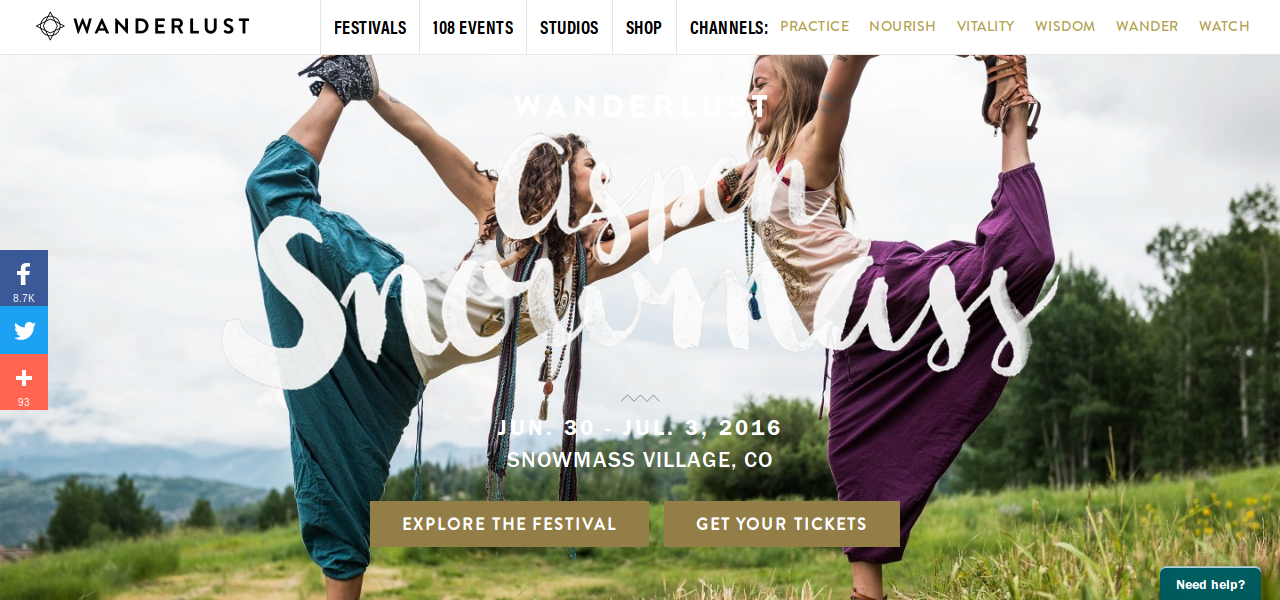 WANDERLUST
FESTIVALS
108 EVENTS
STUDIOS
SHOP
CHANNELS:
PRACTICE
NOURISH
VITALITY
WISDOM
WANDER
WATCH
WANDERLUST
aspen
Snowmass
8.7K
93
JUN. 30 - JUL. 3, 2016
SNOWMASS VILLAGE, CO
EXPLORE THE FESTIVAL
GET YOUR TICKETS
Need help?